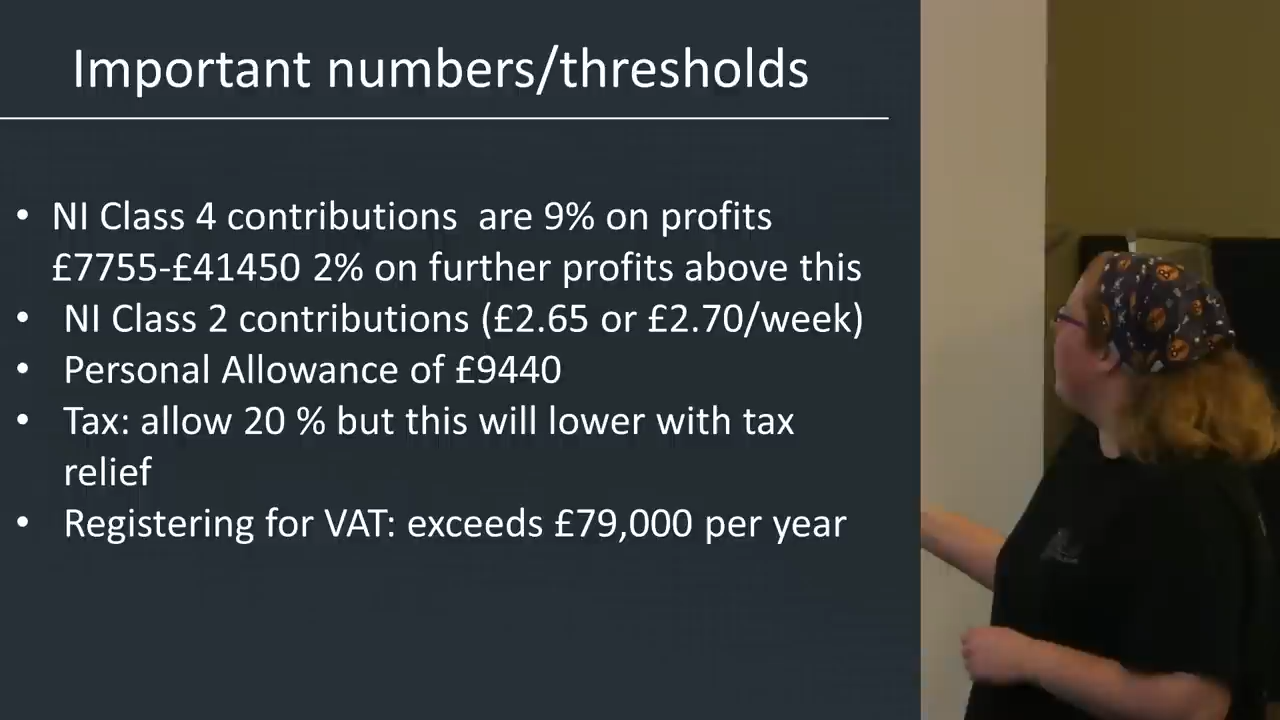 Important numbers/thresholds
• NI Class 4 contributions  are 9% on profits
£7755-£41450 2% on further profits above this
• NI Class 2 contributions (£2.65 or £2.70/week)
• Personal Allowance of £9440
• Tax: allow 20 % but this will lower with tax
relief
• Registering for VAT: exceeds £79,000 per year